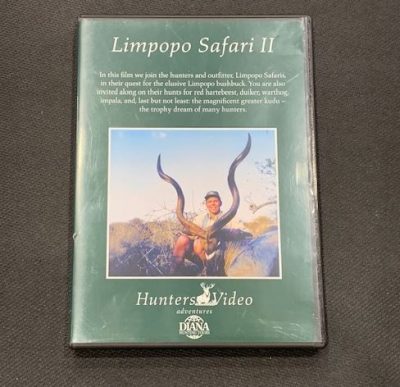 Limpopo Safari II
In this film we join the hunters and outfitter, Limpopo Safaris,
in their quest for the elusive Limpopo bushbuck. You are also
invited along on their hunts for red hartebeest, duiker, warthog,
impala, and, last but not least: the magnificent greater kudu –
the trophy dream of many hunters.
Hunters Video
adventures
DIANA